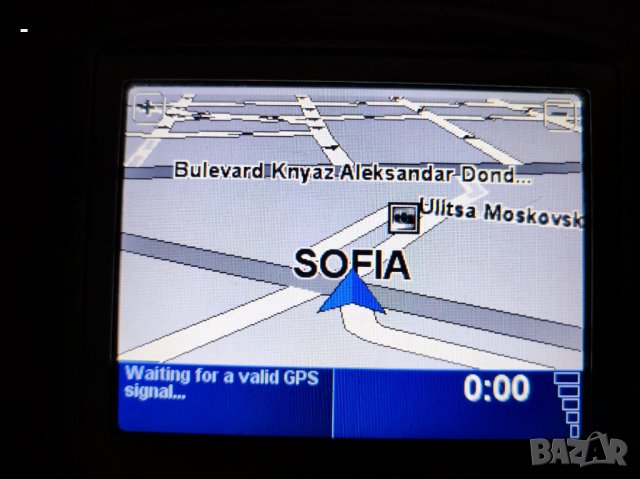 -
+
-
Bulevard Knyaz Aleksandar Dond...
Ulitsa Moskovsk
SOFIA
Waiting for a valid GPS
signal...
0:00
BAZAR